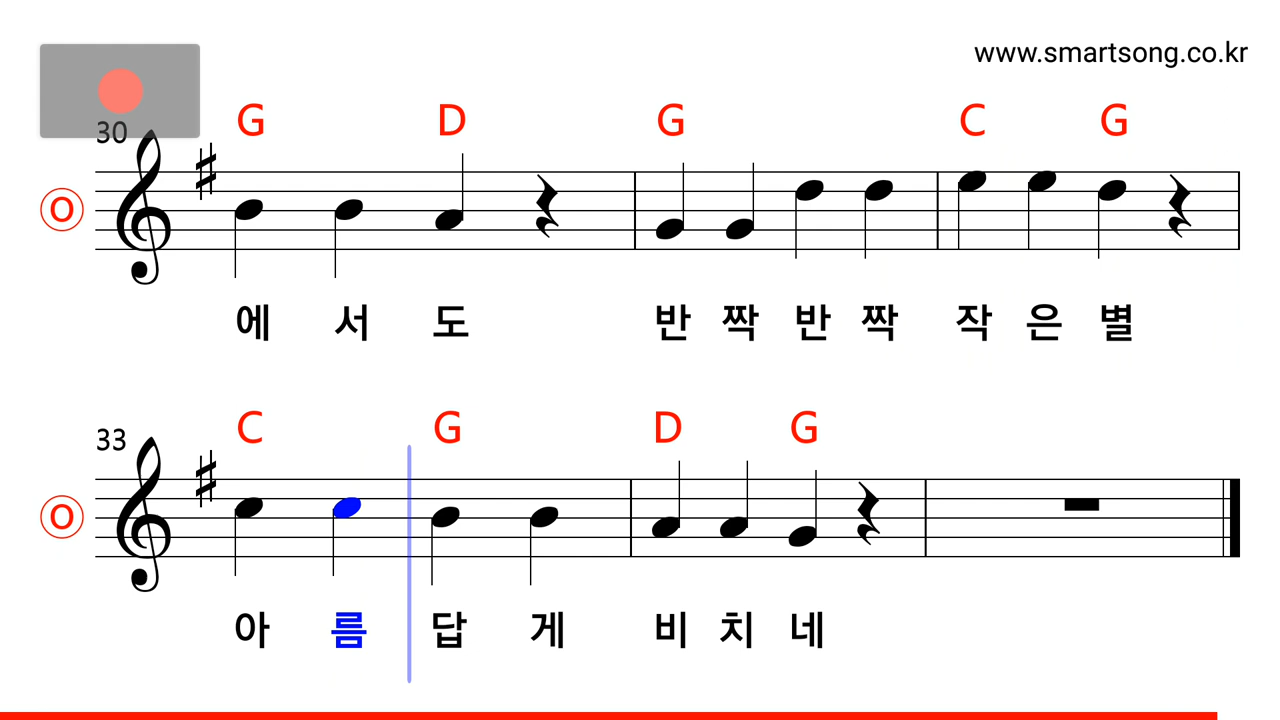 www.smartsong.co.kr
G D G C G
30
O
에 서 도 반 짝 반 짝 작 은 별
C G D G
33
O
아 름 답 게 비 치 네